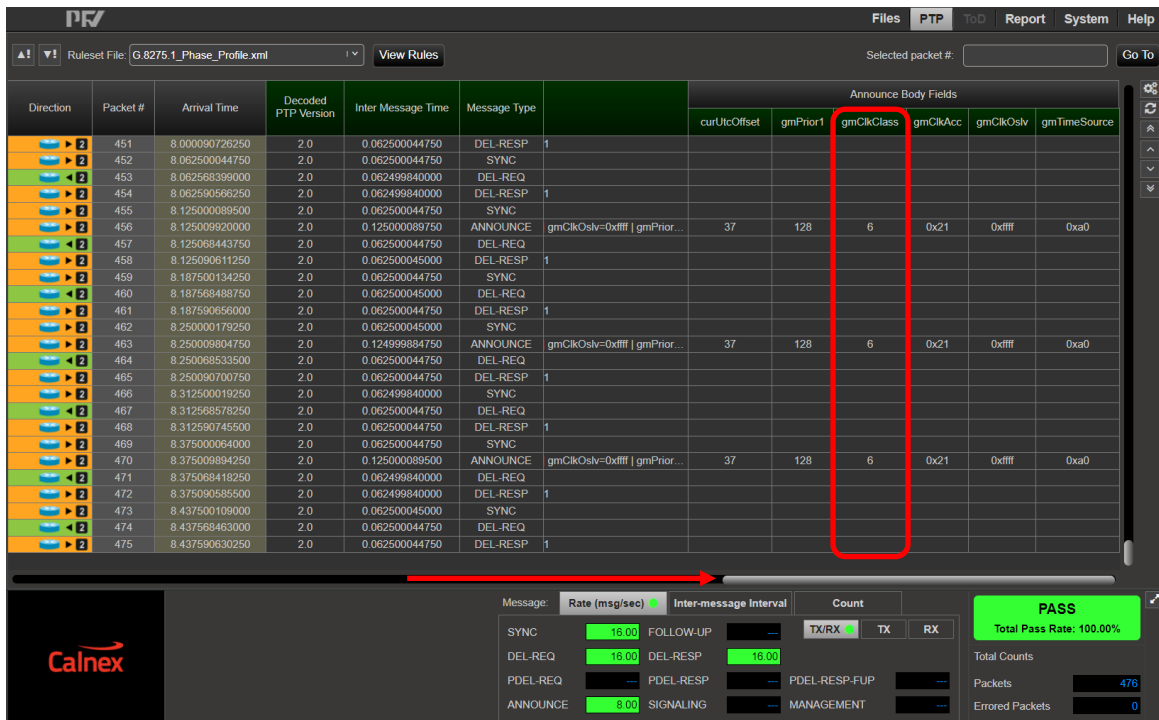 PFV Files PTP ToD Report System Help
Ruleset File: G.8275.1_Phase_Profile.xml View Rules Selected packet #: Go To
Direction Packet # Arrival Time Decoded PTP Version Inter Message Time Message Type Announce Body Fields
curUtcOffset gmPrior1 gmClkClass gmClkAcc gmClkOslv gmTimeSource
2 451 8.000090726250 2.0 0.062500044750 DEL-RESP 1
2 452 8.062500044750 2.0 0.062500044750 SYNC
2 453 8.062568399000 2.0 0.062499840000 DEL-REQ
2 454 8.062590566250 2.0 0.062499840000 DEL-RESP 1
2 455 8.125000089500 2.0 0.062500044750 SYNC
2 456 8.125009920000 2.0 0.125000089750 ANNOUNCE gmClkOslv=0xffff | gmPrior... 37 128 6 0x21 0xffff 0xa0
2 457 8.125068443750 2.0 0.062500044750 DEL-REQ
2 458 8.125090611250 2.0 0.062500045000 DEL-RESP 1
2 459 8.187500134250 2.0 0.062500044750 SYNC
2 460 8.187568488750 2.0 0.062500045000 DEL-REQ
2 461 8.187590656000 2.0 0.062500044750 DEL-RESP 1
2 462 8.250000179250 2.0 0.062500045000 SYNC
2 463 8.250009804750 2.0 0.124999884750 ANNOUNCE gmClkOslv=0xffff | gmPrior... 37 128 6 0x21 0xffff 0xa0
2 464 8.250068533500 2.0 0.062500044750 DEL-REQ
2 465 8.250090700750 2.0 0.062500044750 DEL-RESP 1
2 466 8.312500019250 2.0 0.062499840000 SYNC
2 467 8.312568578250 2.0 0.062500044750 DEL-REQ
2 468 8.312590745500 2.0 0.062500044750 DEL-RESP 1
2 469 8.375000064000 2.0 0.062500044750 SYNC
2 470 8.375009894250 2.0 0.125000089500 ANNOUNCE gmClkOslv=0xffff | gmPrior... 37 128 6 0x21 0xffff 0xa0
2 471 8.375068418250 2.0 0.062499840000 DEL-REQ
2 472 8.375090585500 2.0 0.062499840000 DEL-RESP 1
2 473 8.437500109000 2.0 0.062500045000 SYNC
2 474 8.437568463000 2.0 0.062500044750 DEL-REQ
2 475 8.437590630250 2.0 0.062500044750 DEL-RESP 1
Calnex
Message: Rate (msg/sec) Inter-message Interval Count
SYNC 16.00 FOLLOW-UP --- TX/RX TX RX
DEL-REQ 16.00 DEL-RESP 16.00
PDEL-REQ --- PDEL-RESP --- PDEL-RESP-FUP ---
ANNOUNCE 8.00 SIGNALING --- MANAGEMENT ---
PASS
Total Pass Rate: 100.00%
Total Counts
Packets 476
Errored Packets 0